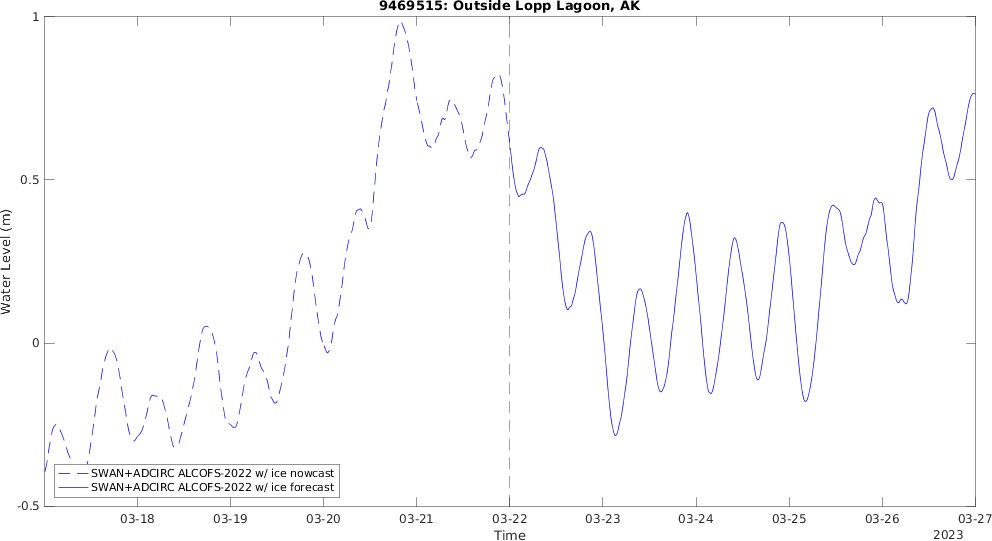 9469515: Outside Lopp Lagoon, AK
1
0.5
0
-0.5
Water Level (m)
SWAN+ADCIRC ALCOFS-2022 w/ ice nowcast
SWAN+ADCIRC ALCOFS-2022 w/ ice forecast
03-18 03-19 03-20 03-21 03-22 03-23 03-24 03-25 03-26 03-27
Time
2023